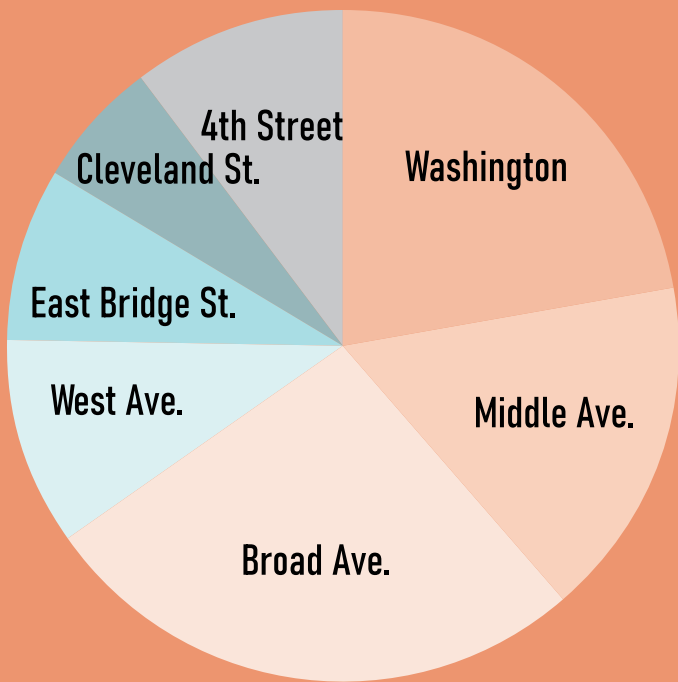 4th Street
Washington
Cleveland St.
East Bridge St.
West Ave.
Middle Ave.
Broad Ave.